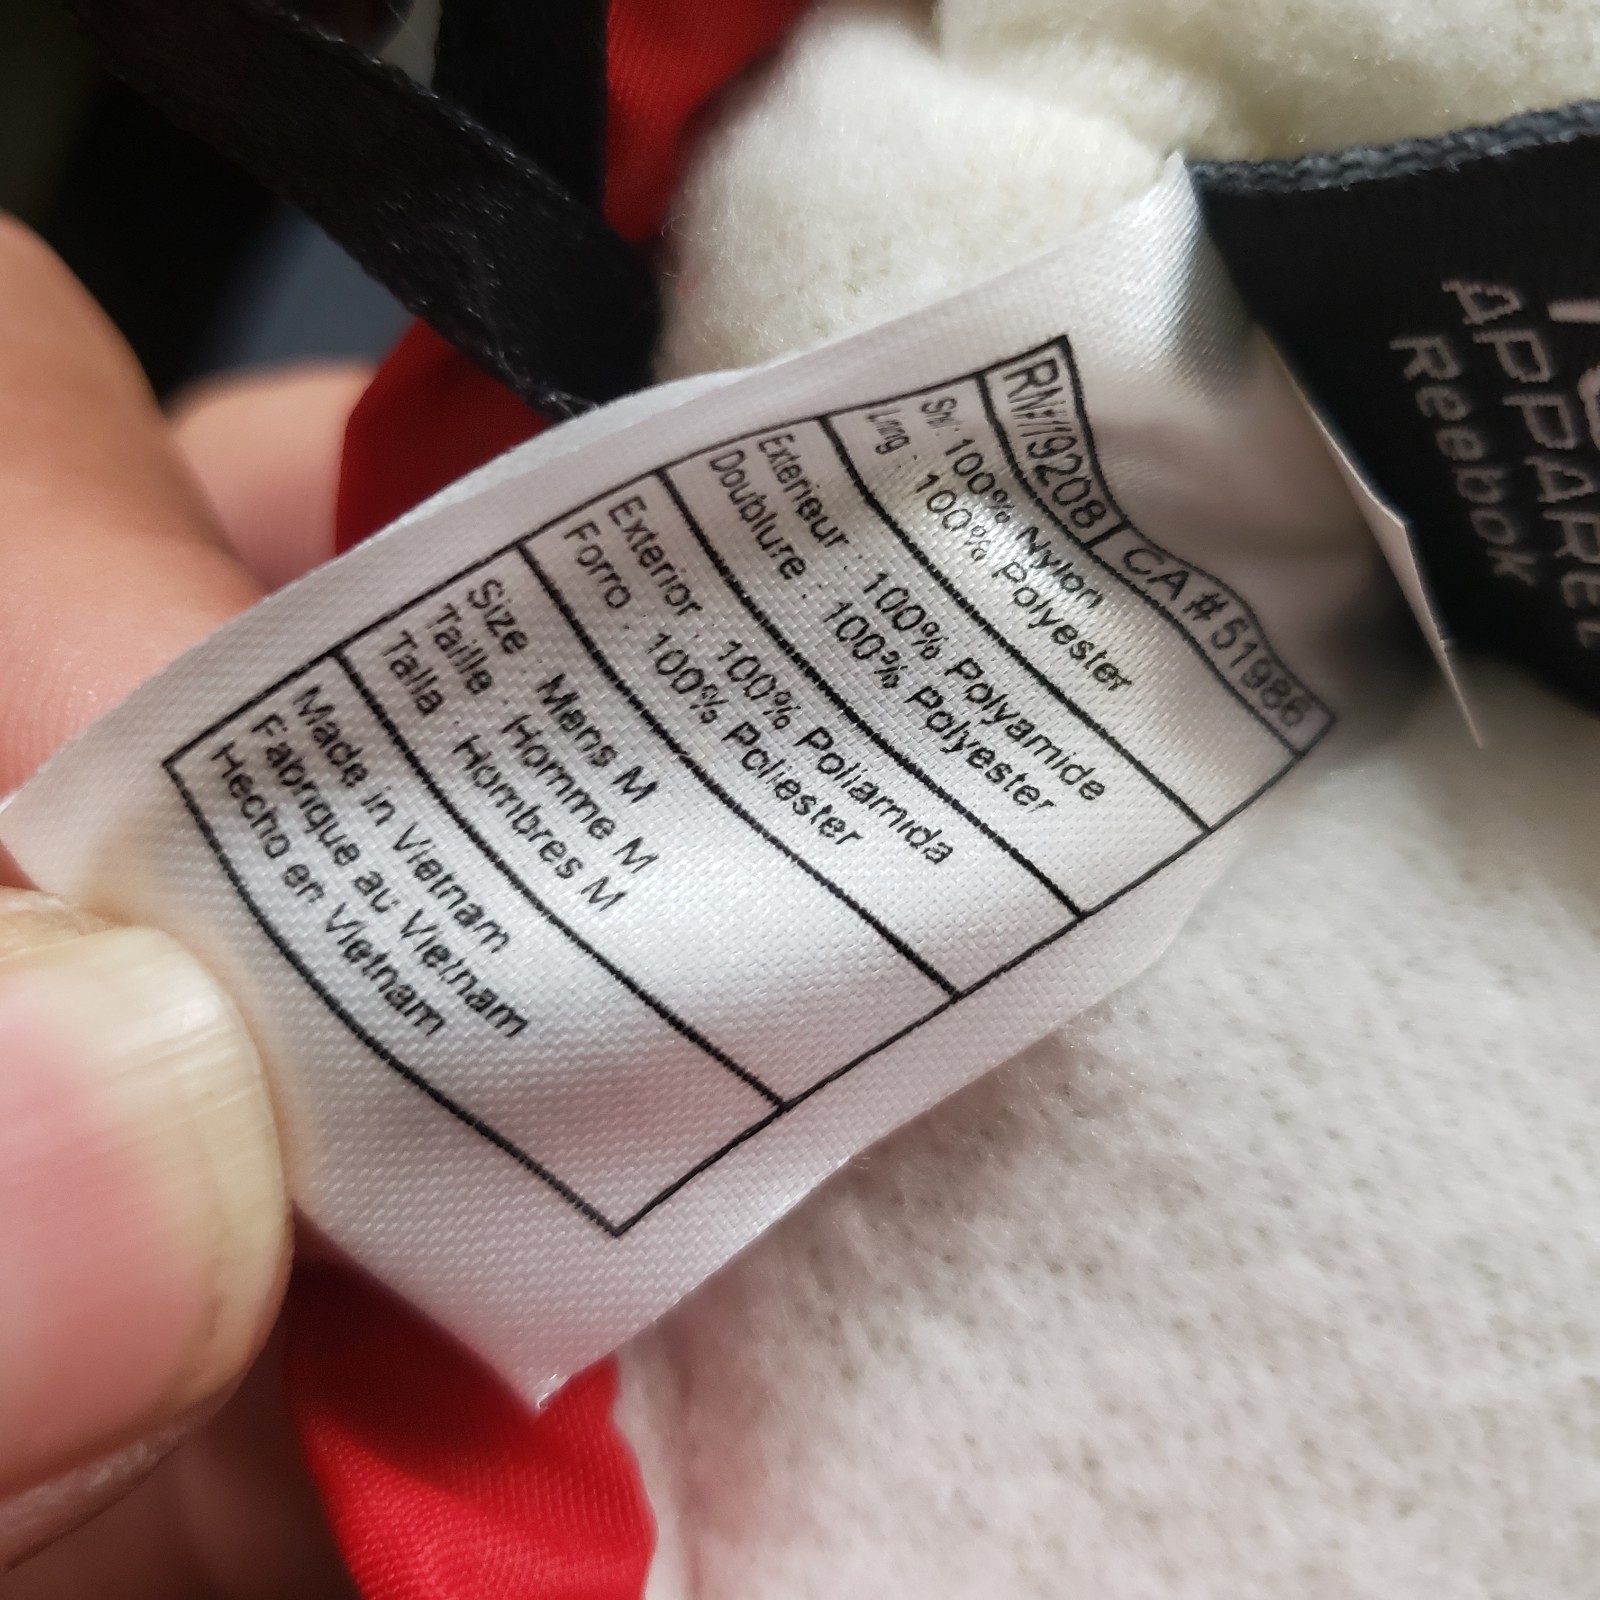 RN#79208 CA#51986
Shl: 100% Nylon
Lnng: 100% Polyester
Exterieur: 100% Polyamide
Doublure: 100% Polyester
Exterior: 100% Poliamida
Forro: 100% Poliester
Size: Mens M
Taille: Homme M
Talla: Hombres M
Made in Vietnam
Fabrique au Vietnam
Hecho en Vietnam
APPAREL
Reebok